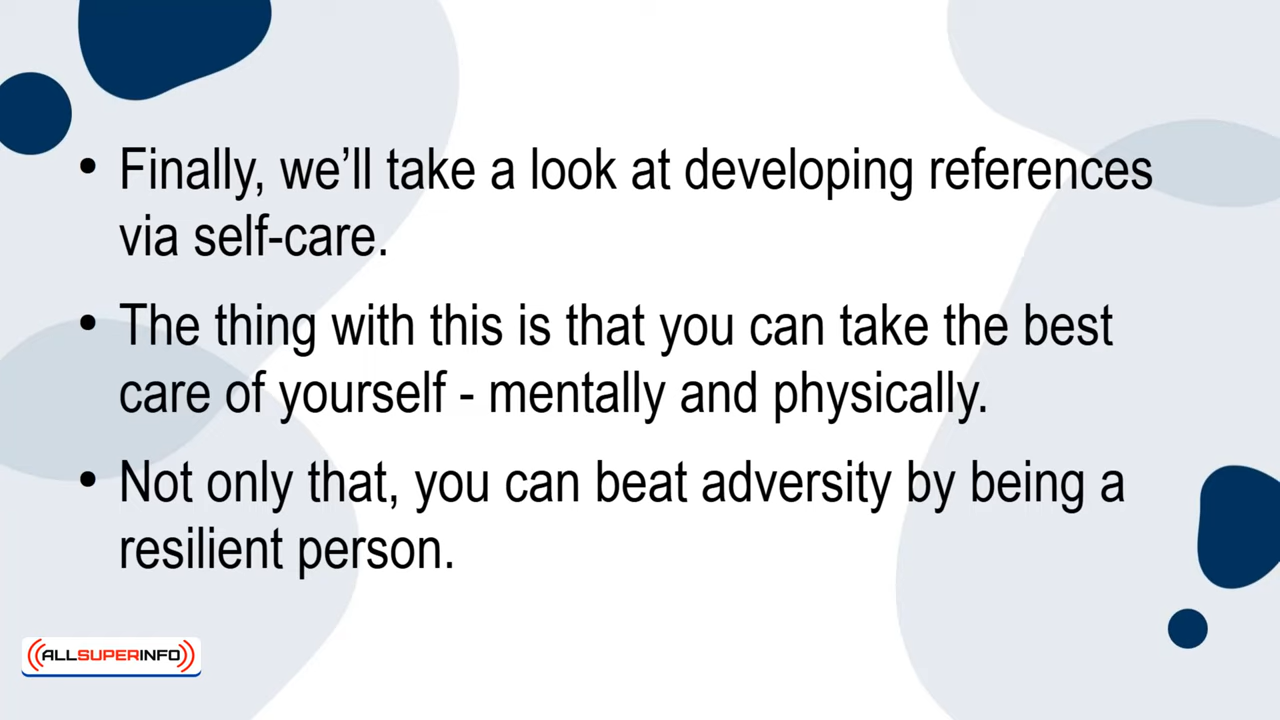 • Finally, we’ll take a look at developing references
via self-care.
• The thing with this is that you can take the best
care of yourself - mentally and physically.
• Not only that, you can beat adversity by being a
resilient person.
ALLSUPERINFO